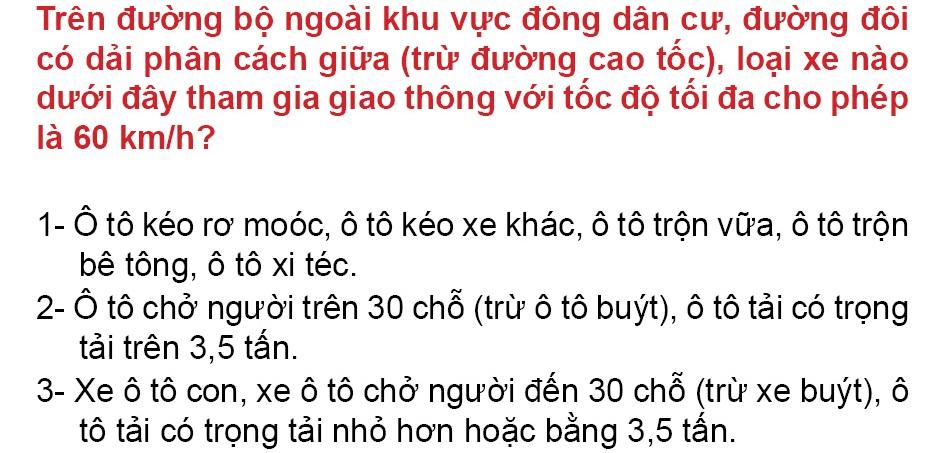 Trên đường bộ ngoài khu vực đông dân cư, đường đôi
có dải phân cách giữa (trừ đường cao tốc), loại xe nào
dưới đây tham gia giao thông với tốc độ tối đa cho phép
là 60 km/h?
1- Ô tô kéo rơ moóc, ô tô kéo xe khác, ô tô trộn vữa, ô tô trộn
bê tông, ô tô xi téc.
2- Ô tô chở người trên 30 chỗ (trừ ô tô buýt), ô tô tải có trọng
tải trên 3,5 tấn.
3- Xe ô tô con, xe ô tô chở người đến 30 chỗ (trừ xe buýt), ô
tô tải có trọng tải nhỏ hơn hoặc bằng 3,5 tấn.